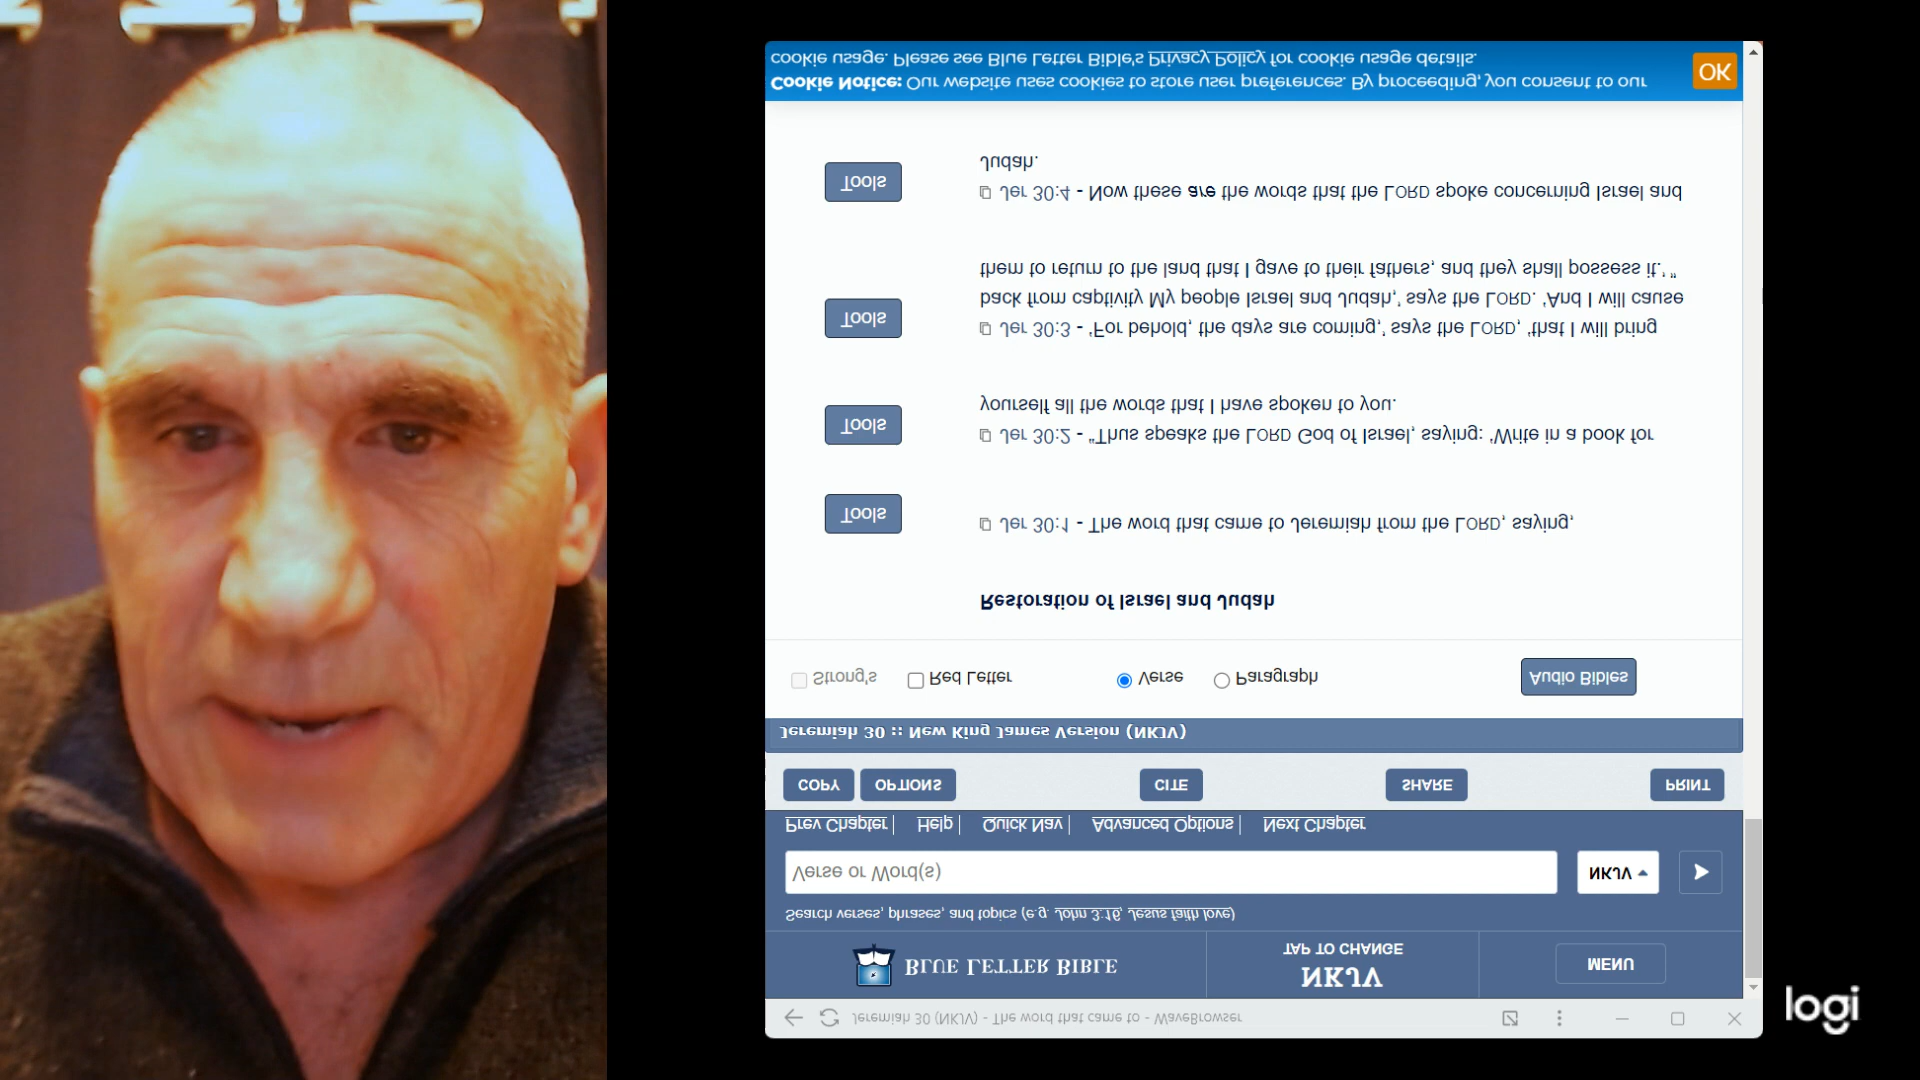 Jeremiah 30 (NKJV) - The word that came to - WaveBrowser
BLUE LETTER BIBLE
TAP TO CHANGE
NKJV
MENU
Search verses, phrases, and topics (e.g. John 3:16, Jesus faith love)
Verse or Word(s)
NKJV
Prev Chapter | Help | Quick Nav | Advanced Options | Next Chapter
COPY OPTIONS CITE SHARE PRINT
Jeremiah 30 :: New King James Version (NKJV)
Strong's Red Letter Verse Paragraph Audio Bibles
Restoration of Israel and Judah
Tools
Jer 30:1 - The word that came to Jeremiah from the LORD, saying,
Tools
Jer 30:2 - "Thus speaks the LORD God of Israel, saying: 'Write in a book for
yourself all the words that I have spoken to you.
Tools
Jer 30:3 - 'For behold, the days are coming,' says the LORD, 'that I will bring
back from captivity My people Israel and Judah,' says the LORD. 'And I will cause
them to return to the land that I gave to their fathers, and they shall possess it.' "
Tools
Jer 30:4 - Now these are the words that the LORD spoke concerning Israel and
Judah.
Cookie Notice: Our website uses cookies to store user preferences. By proceeding, you consent to our
cookie usage. Please see Blue Letter Bible's Privacy Policy for cookie usage details.
OK
logi